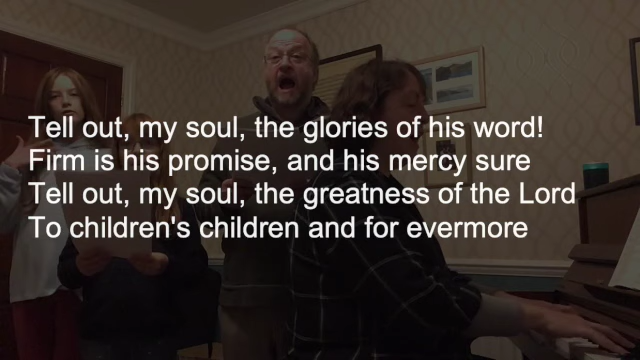 Tell out, my soul, the glories of his word!
Firm is his promise, and his mercy sure
Tell out, my soul, the greatness of the Lord
To children's children and for evermore